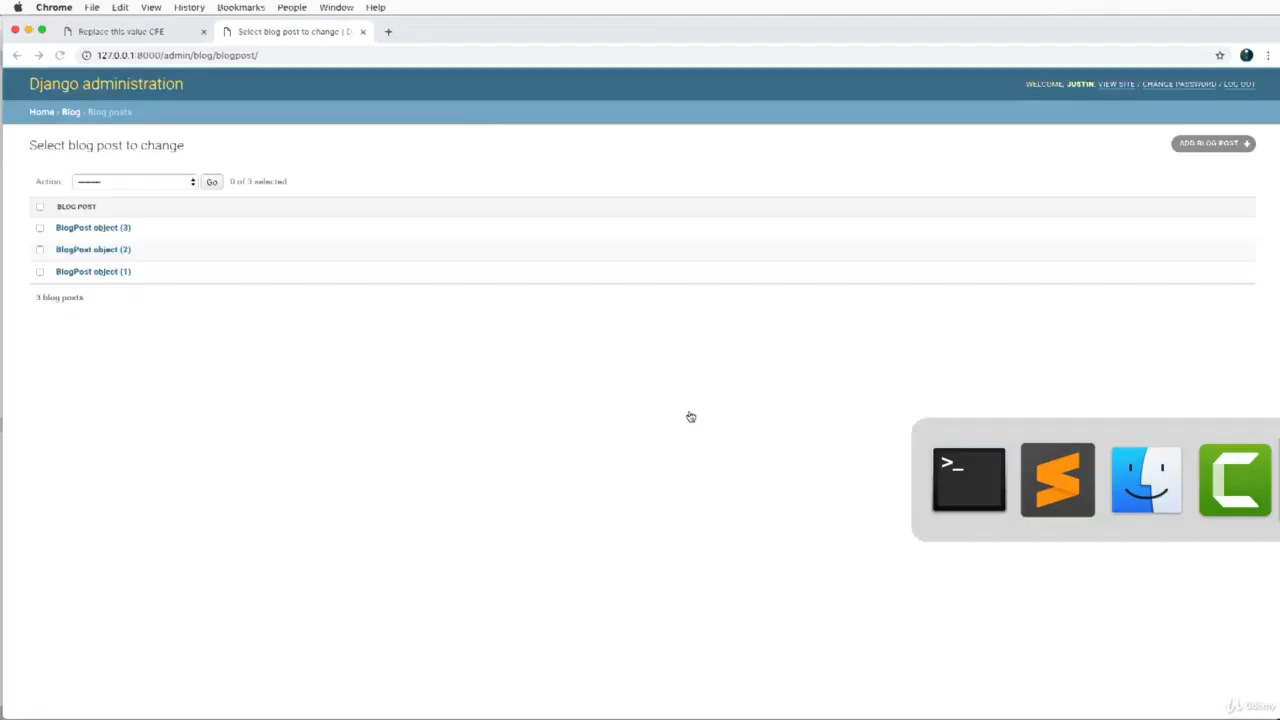 Chrome File Edit View History Bookmarks People Window Help
Replace this value CFE
Select blog post to change | D
127.0.0.1:8000/admin/blog/blogpost/
Django administration
WELCOME, JUSTIN. VIEW SITE / CHANGE PASSWORD / LOG OUT
Home › Blog › Blog posts
Select blog post to change
ADD BLOG POST +
Action: --------- Go 0 of 3 selected
BLOG POST
BlogPost object (3)
BlogPost object (2)
BlogPost object (1)
3 blog posts
>_
Udemy